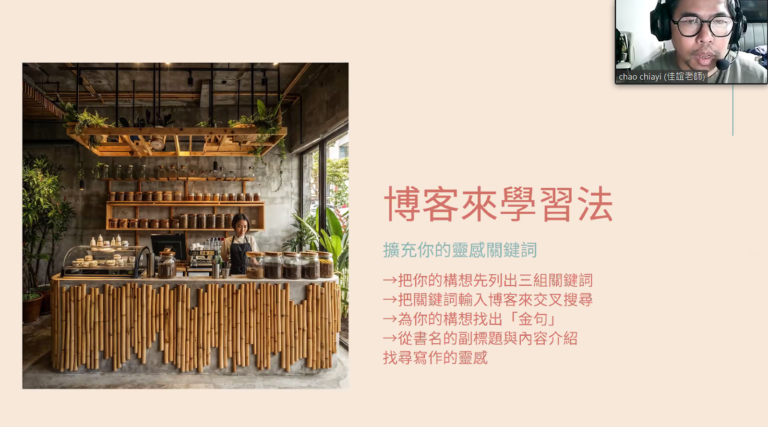 chao chiayi (佳誼老師)
博客來學習法
擴充你的靈感關鍵詞
→把你的構想先列出三組關鍵詞
→把關鍵詞輸入博客來交叉搜尋
→為你的構想找出「金句」
→從書名的副標題與內容介紹
找尋寫作的靈感